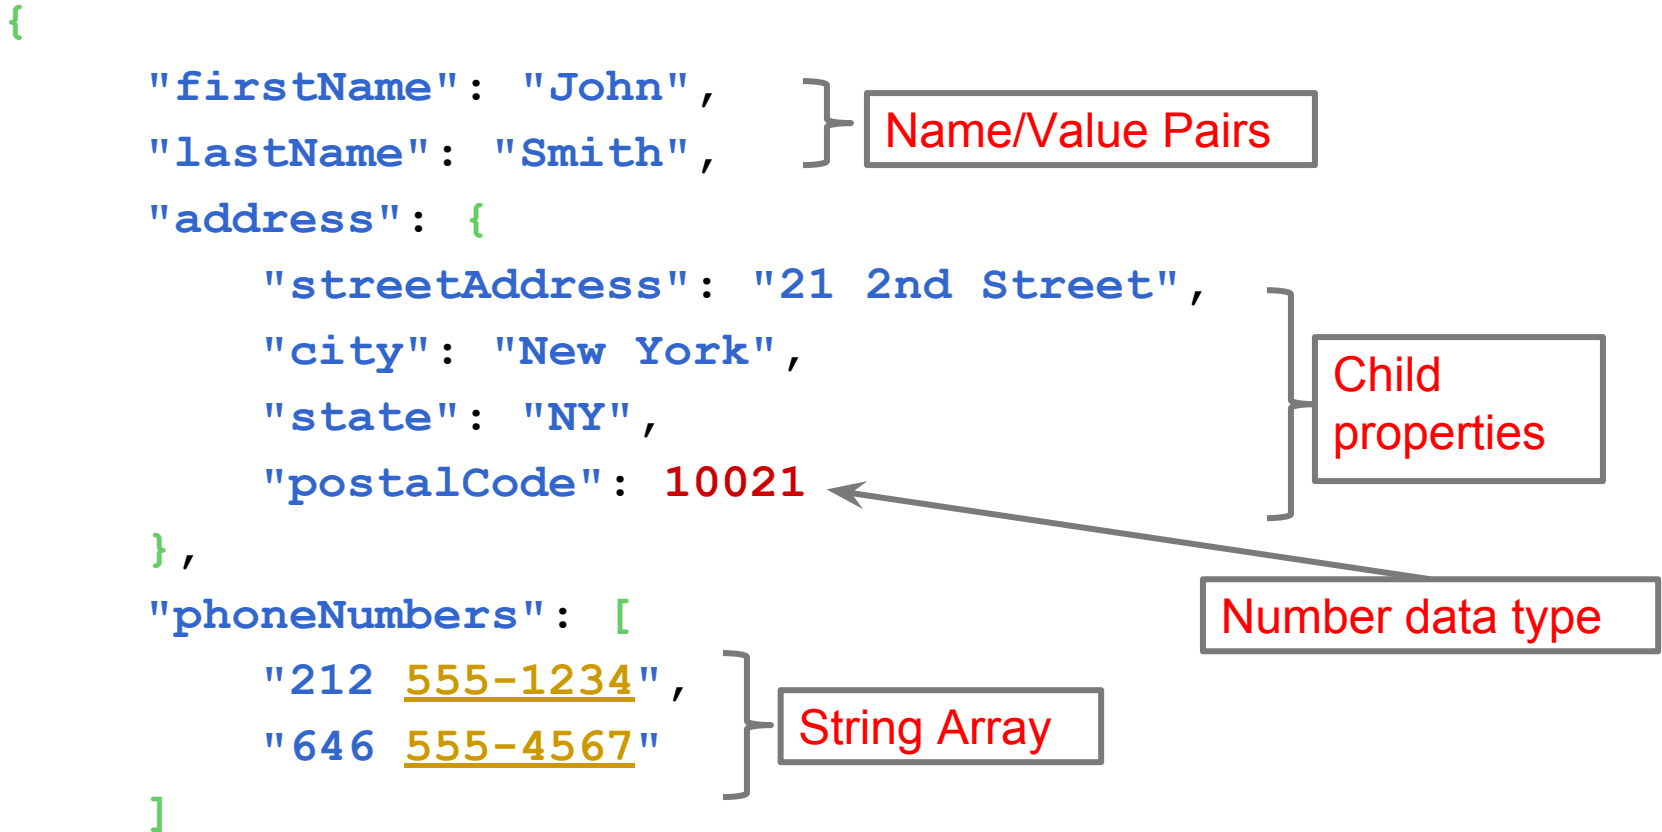 {
"firstName": "John",
"lastName": "Smith",
Name/Value Pairs
"address": {
"streetAddress": "21 2nd Street",
"city": "New York",
"state": "NY",
"postalCode": 10021
Child
properties
},
Number data type
"phoneNumbers": [
"212 555-1234",
"646 555-4567"
String Array
]